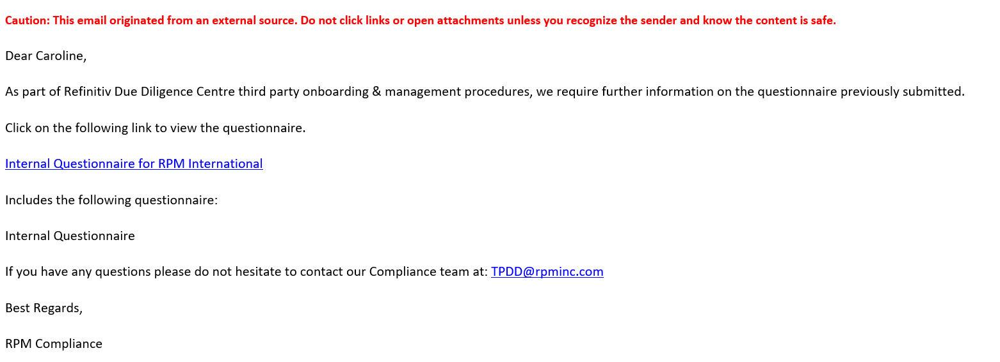 Caution: This email originated from an external source. Do not click links or open attachments unless you recognize the sender and know the content is safe.
Dear Caroline,
As part of Refinitiv Due Diligence Centre third party onboarding & management procedures, we require further information on the questionnaire previously submitted.
Click on the following link to view the questionnaire.
Internal Questionnaire for RPM International
Includes the following questionnaire:
Internal Questionnaire
If you have any questions please do not hesitate to contact our Compliance team at: TPDD@rpminc.com
Best Regards,
RPM Compliance